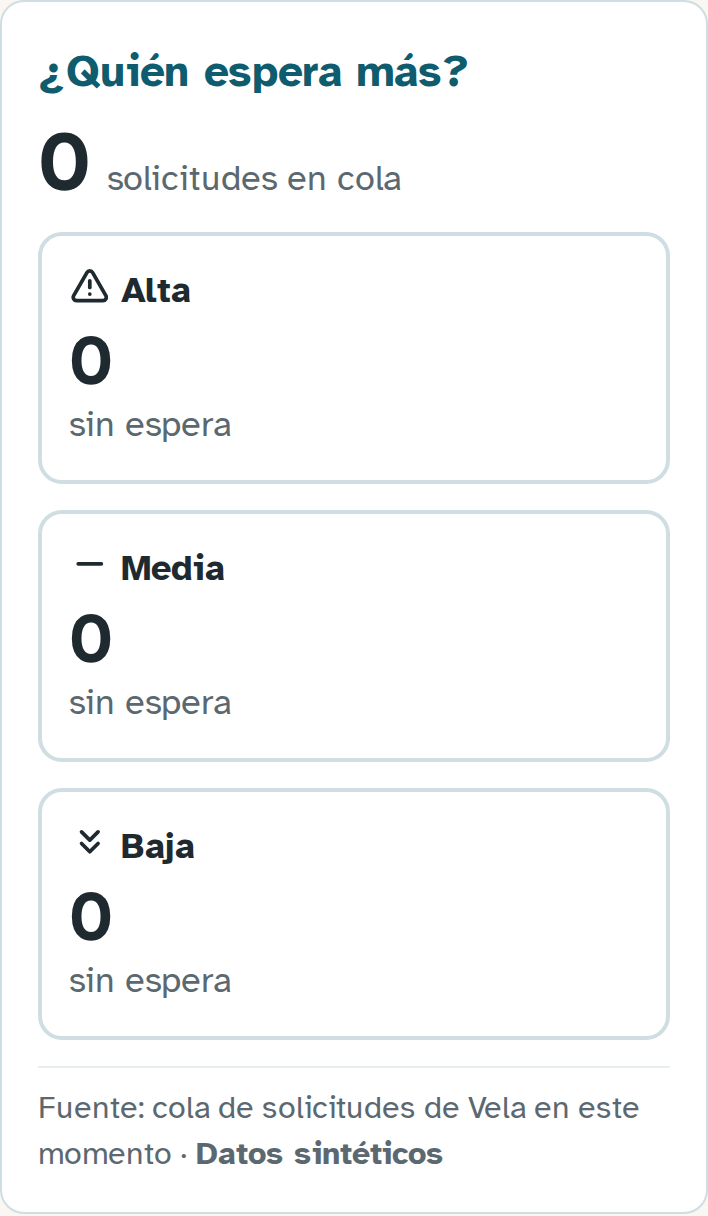 ¿Quién espera más?
0 solicitudes en cola
Alta
0
sin espera
Media
0
sin espera
Baja
0
sin espera
Fuente: cola de solicitudes de Vela en este
momento · Datos sintéticos